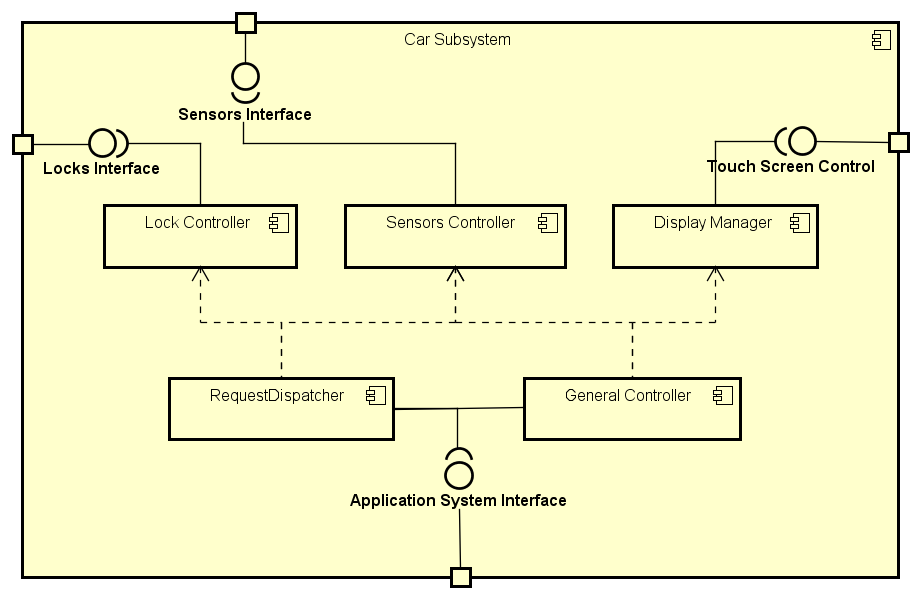 Car Subsystem
Sensors Interface
Locks Interface
Touch Screen Control
Lock Controller
Sensors Controller
Display Manager
RequestDispatcher
General Controller
Application System Interface